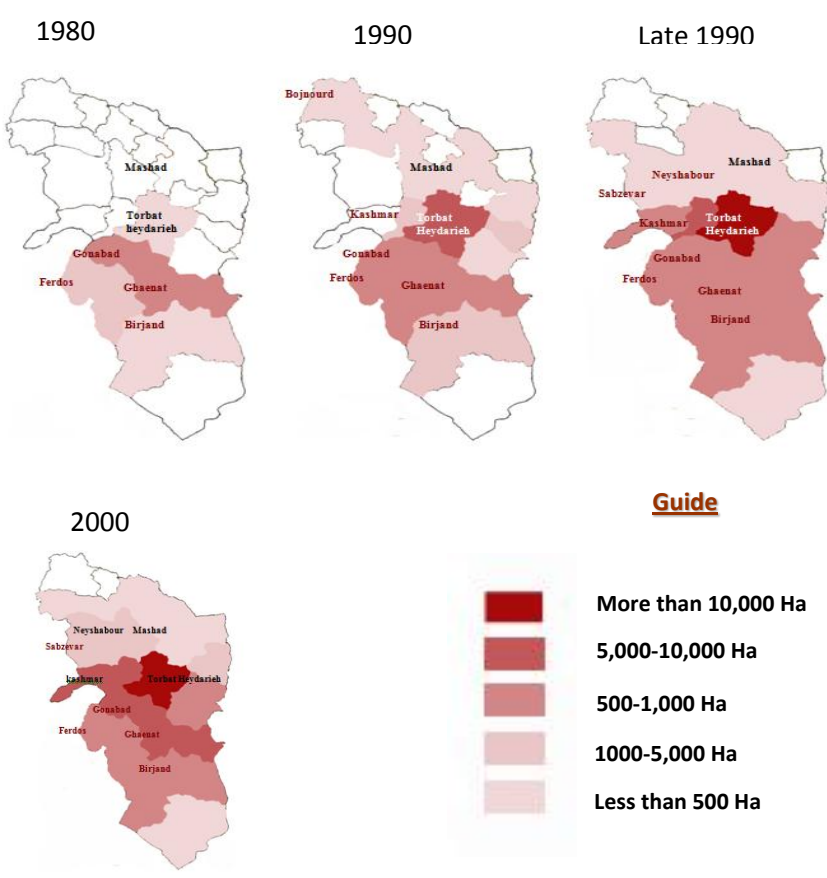 1980
Mashad
Torbat
heydarieh
Gonabad
Ferdos
Ghaenat
Birjand
1990
Bojnourd
Mashad
Kashmar
Torbat
Heydarieh
Gonabad
Ferdos
Ghaenat
Birjand
Late 1990
Mashad
Neyshabour
Sabzevar
Kashmar
Torbat
Heydarieh
Gonabad
Ferdos
Ghaenat
Birjand
2000
Neyshabour Mashad
Sabzevar
kashmar
Torbat Heydarieh
Gonabad
Ferdos
Ghaenat
Birjand
Guide
More than 10,000 Ha
5,000-10,000 Ha
500-1,000 Ha
1000-5,000 Ha
Less than 500 Ha